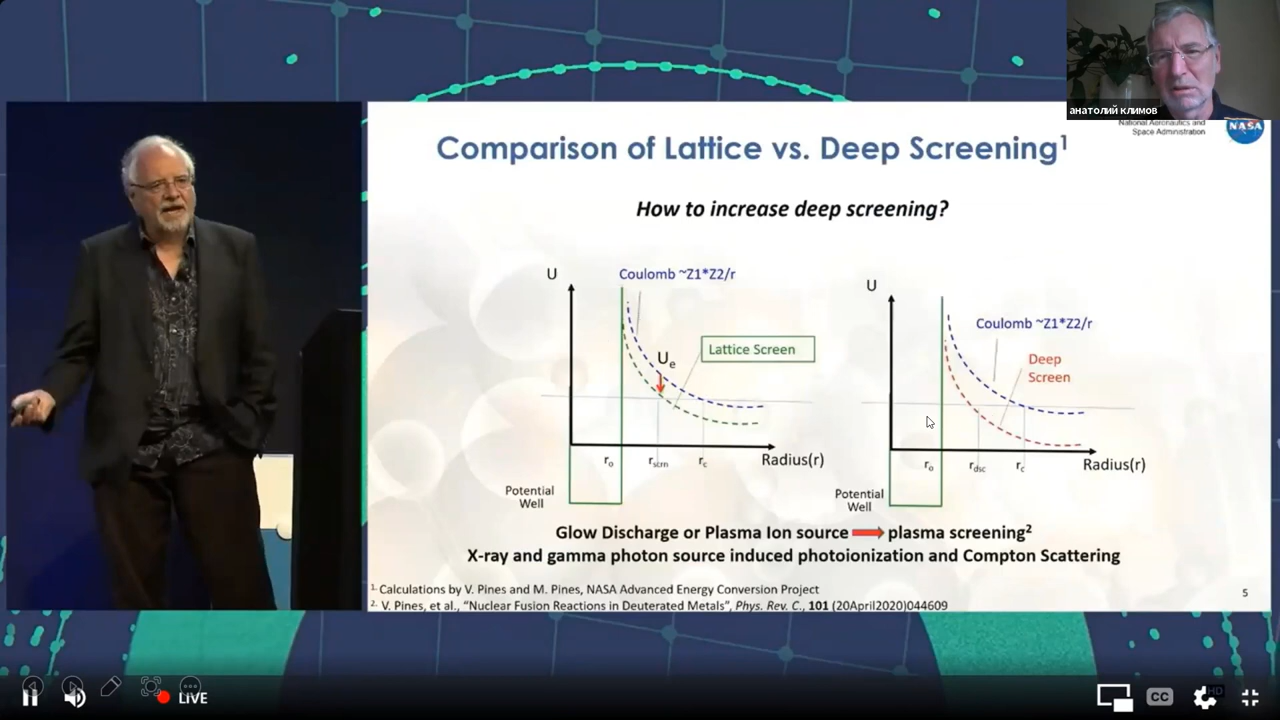 анатолий климов
National Aeronautics and
Space Administration
NASA
Comparison of Lattice vs. Deep Screening1
How to increase deep screening?
U
Coulomb ~Z1*Z2/r
Ue
Lattice Screen
ro
rscrn
rc
Radius(r)
Potential
Well
U
Coulomb ~Z1*Z2/r
Deep
Screen
ro
rdsc
rc
Radius(r)
Potential
Well
Glow Discharge or Plasma Ion source plasma screening2
X-ray and gamma photon source induced photoionization and Compton Scattering
1. Calculations by V. Pines and M. Pines, NASA Advanced Energy Conversion Project
2. V. Pines, et al., “Nuclear Fusion Reactions in Deuterated Metals”, Phys. Rev. C., 101 (20April2020)044609
5
LIVE
CC
HD